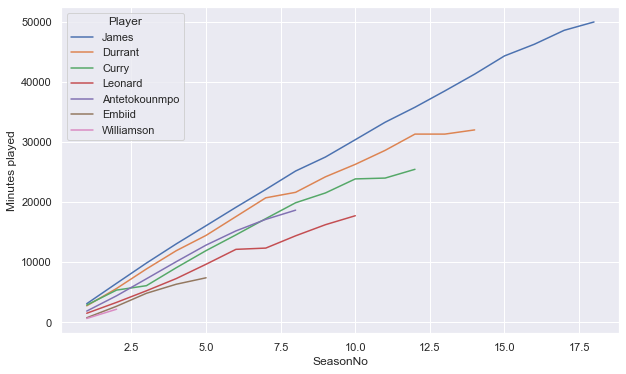 Player
James
Durrant
Curry
Leonard
Antetokounmpo
Embiid
Williamson
50000
40000
30000
20000
10000
0
Minutes played
2.5 5.0 7.5 10.0 12.5 15.0 17.5
SeasonNo